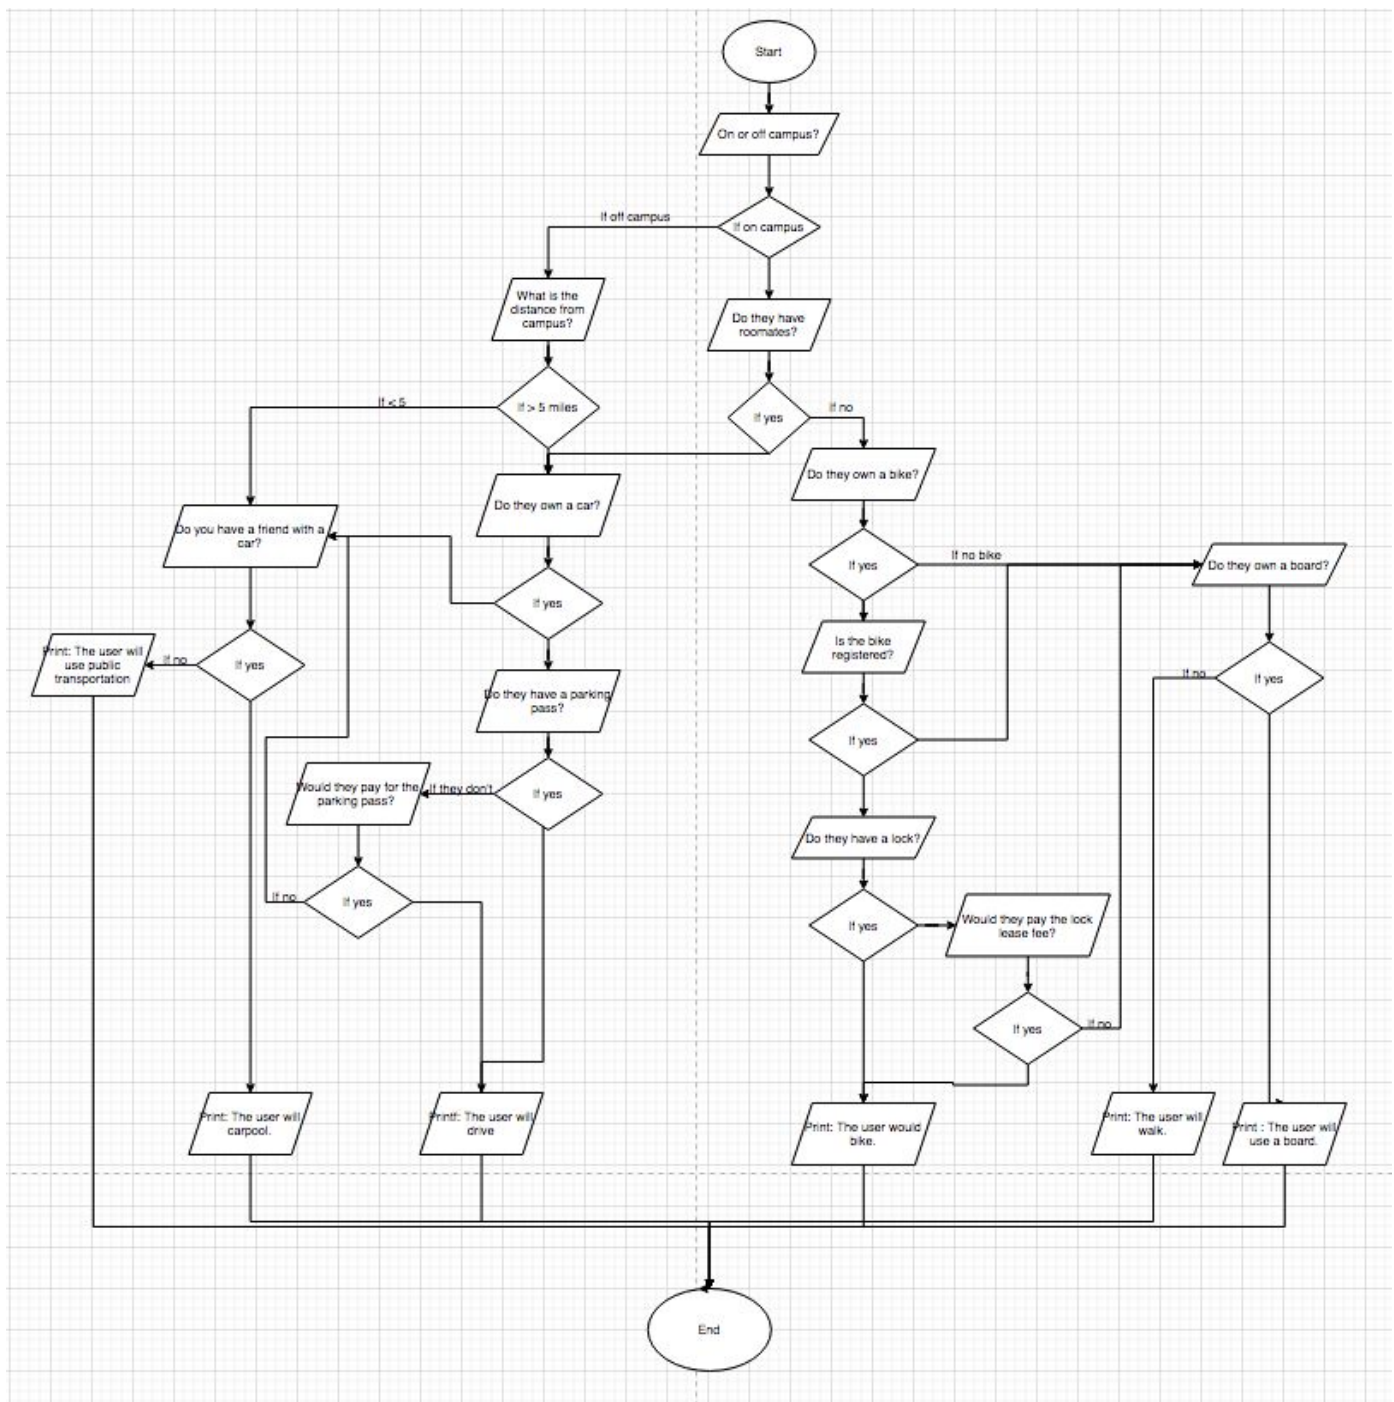 Start
On or off campus?
If on campus
If off campus
What is the
distance from
campus?
Do they have
roomates?
If < 5
If > 5 miles
If yes
If no
Do they own a bike?
Do they own a car?
Do you have a friend with a
car?
If yes
If no bike
Do they own a board?
If yes
Print: The user will
use public
transportation
If no
If yes
Is the bike
registered?
If no
If yes
Do they have a parking
pass?
If yes
Would they pay for the
parking pass?
If they don't
If yes
Do they have a lock?
If no
If yes
If yes
Would they pay the lock
lease fee?
If yes
If no
Print: The user will
carpool.
Printf: The user will
drive
Print: The user would
bike.
Print: The user will
walk.
Print : The user will
use a board.
End